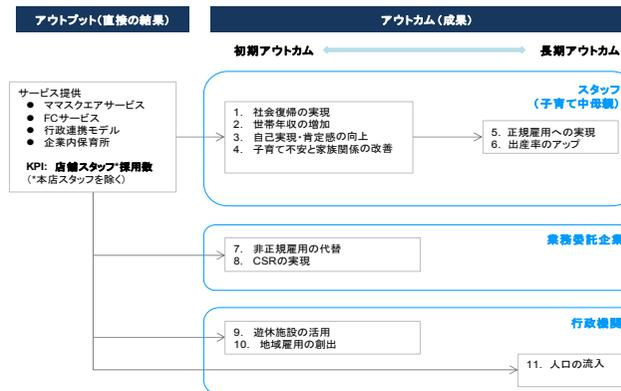 アウトプット(直接の結果)
アウトカム(成果)
初期アウトカム
長期アウトカム
サービス提供
● ママスクエアサービス
● FCサービス
● 行政連携モデル
● 企業内保育所
KPI: 店舗スタッフ*採用数
(*本店スタッフを除く)
スタッフ
(子育て中母親)
1. 社会復帰の実現
2. 世帯年収の増加
3. 自己実現・肯定感の向上
4. 子育て不安と家族関係の改善
5. 正規雇用への実現
6. 出産率のアップ
業務委託企業
7. 非正規雇用の代替
8. CSRの実現
行政機関
9. 遊休施設の活用
10. 地域雇用の創出
11. 人口の流入